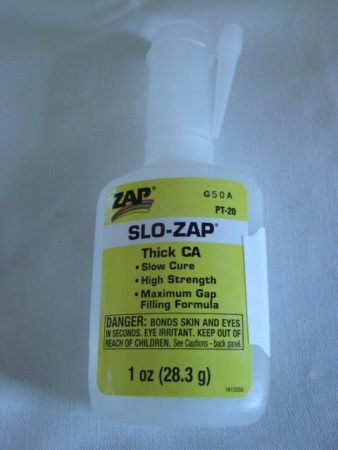 ZAP®
G50A
PT-20
SLO-ZAP®
Thick CA
• Slow Cure
• High Strength
• Maximum Gap
Filling Formula
DANGER: BONDS SKIN AND EYES
IN SECONDS. EYE IRRITANT. KEEP OUT OF
REACH OF CHILDREN. See Cautions - back panel.
1 oz (28.3 g)